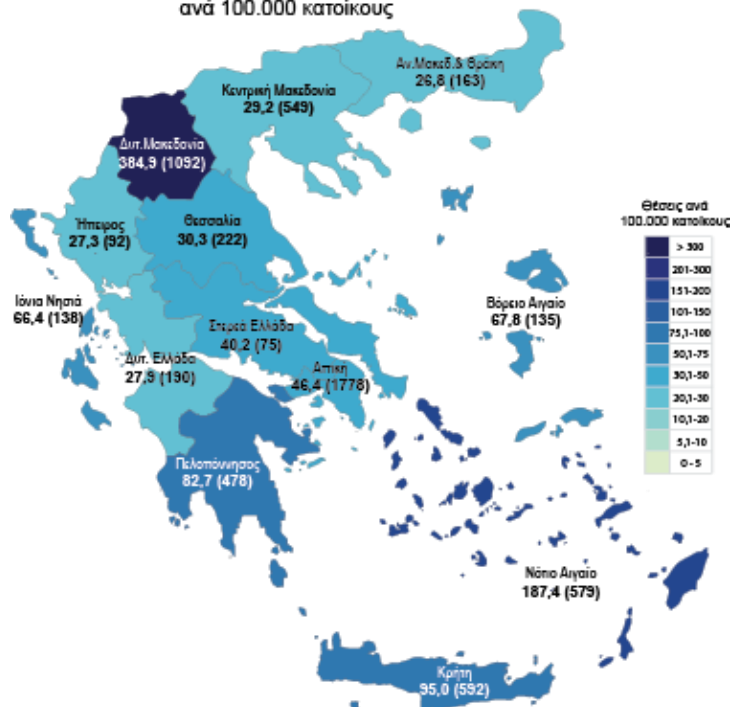 ανά 100.000 κατοίκους
Αν.Μακεδ.& Θράκη
26,8 (163)
Κεντρική Μακεδονία
29,2 (549)
Δυτ.Μακεδονία
384,9 (1092)
Ήπειρος
27,3 (92)
Θεσσαλία
30,3 (222)
Ιόνια Νησιά
66,4 (138)
Στερεά Ελλάδα
40,2 (75)
Βόρειο Αιγαίο
67,8 (135)
Δυτ. Ελλάδα
27,9 (190)
Αττική
46,4 (1778)
Πελοπόννησος
82,7 (478)
Νότιο Αιγαίο
187,4 (579)
Κρήτη
95,0 (592)
Θέσεις ανά
100.000 κατοίκους
> 300
201-300
151-200
101-150
75,1-100
50,1-75
30,1-50
20,1-30
10,1-20
5,1-10
0 - 5